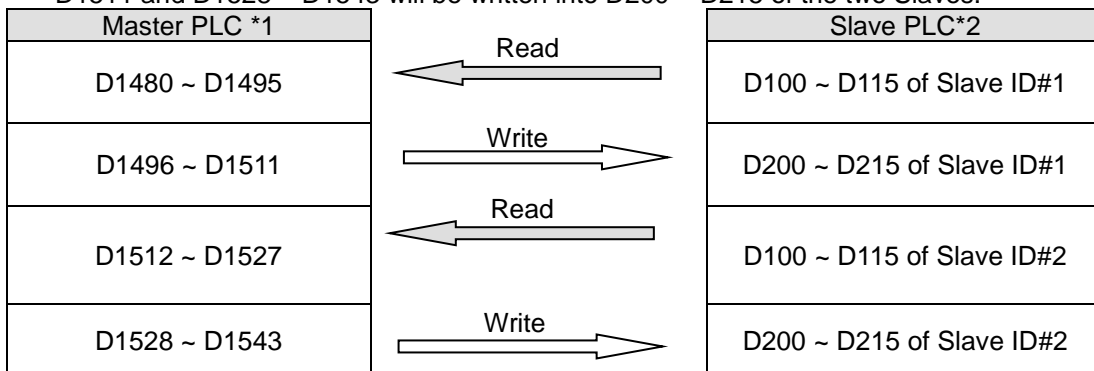 D1511 and D1528 ~ D1543 will be written into D200 ~ D215 of the two Slaves.
Master PLC *1
Slave PLC*2
Read
D1480 ~ D1495
D100 ~ D115 of Slave ID#1
Write
D1496 ~ D1511
D200 ~ D215 of Slave ID#1
Read
D1512 ~ D1527
D100 ~ D115 of Slave ID#2
Write
D1528 ~ D1543
D200 ~ D215 of Slave ID#2